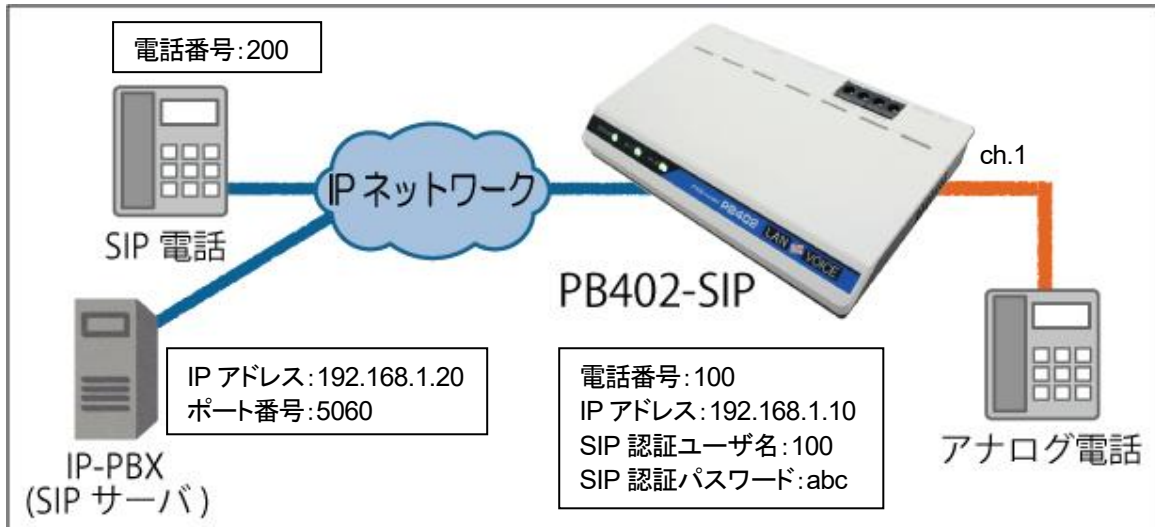 電話番号:200
ch.1
IP ネットワーク
SIP 電話
PB402
LAN VOICE
PB402-SIP
IP アドレス:192.168.1.20
ポート番号:5060
電話番号:100
IP アドレス:192.168.1.10
SIP 認証ユーザ名:100
SIP 認証パスワード:abc
アナログ電話
IP-PBX
(SIP サーバ)